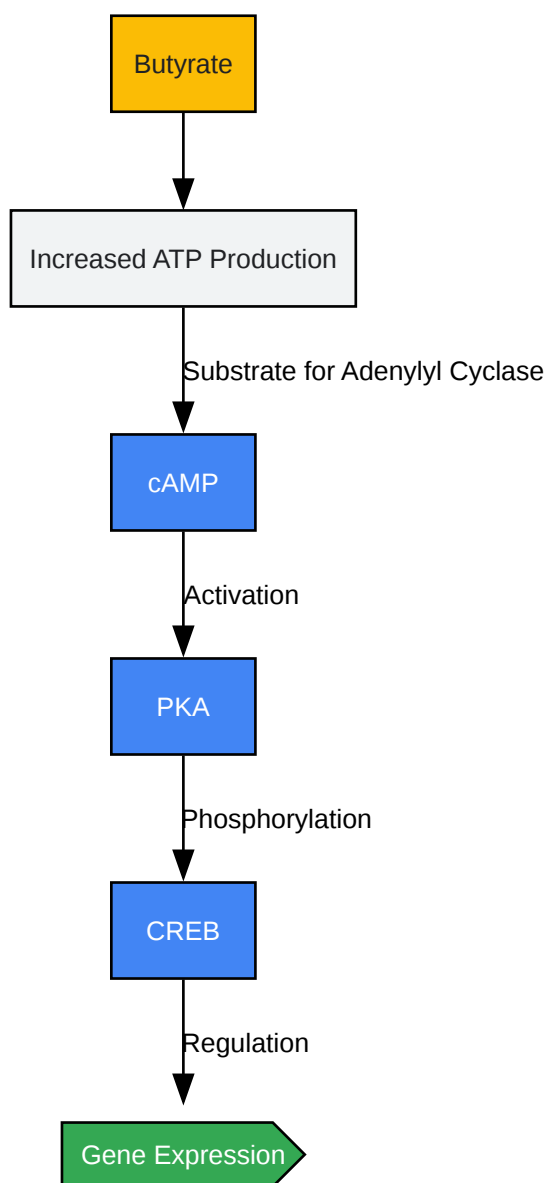 Butyrate
Increased ATP Production
Substrate for Adenylyl Cyclase
cAMP
Activation
PKA
Phosphorylation
CREB
Regulation
Gene Expression